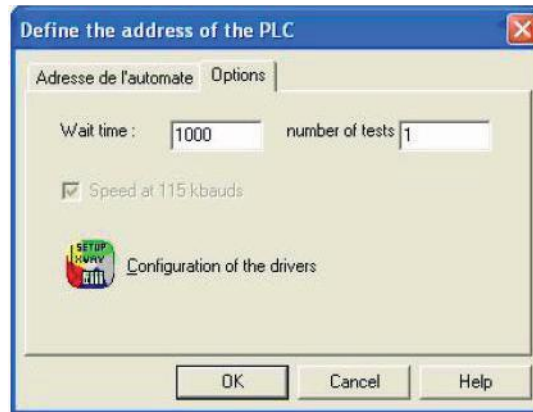 Define the address of the PLC
Adresse de l'automate Options
Wait time : 1000 number of tests 1
Speed at 115 kbauds
SETUP
XWAY
Configuration of the drivers
OK Cancel Help